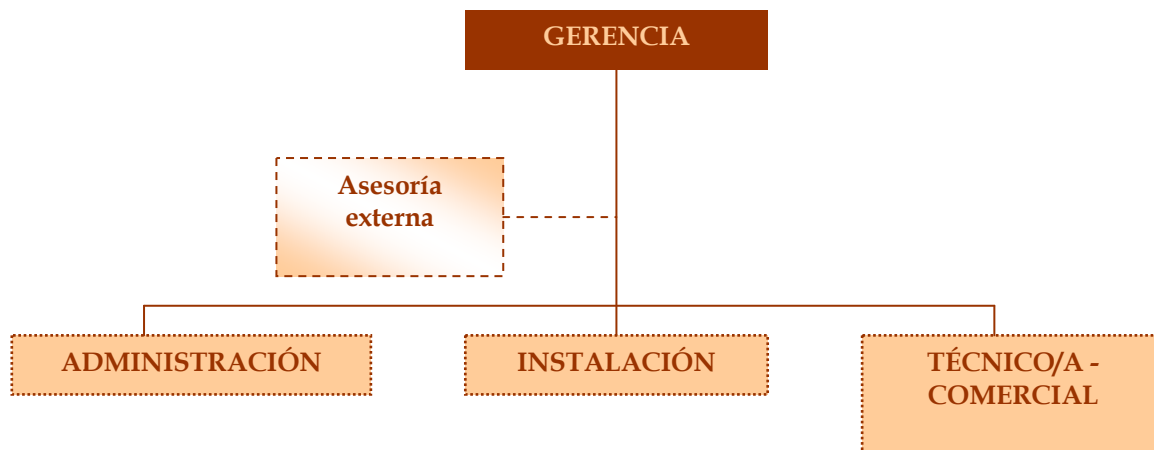 GERENCIA
Asesoría
externa
ADMINISTRACIÓN
INSTALACIÓN
TÉCNICO/A -
COMERCIAL